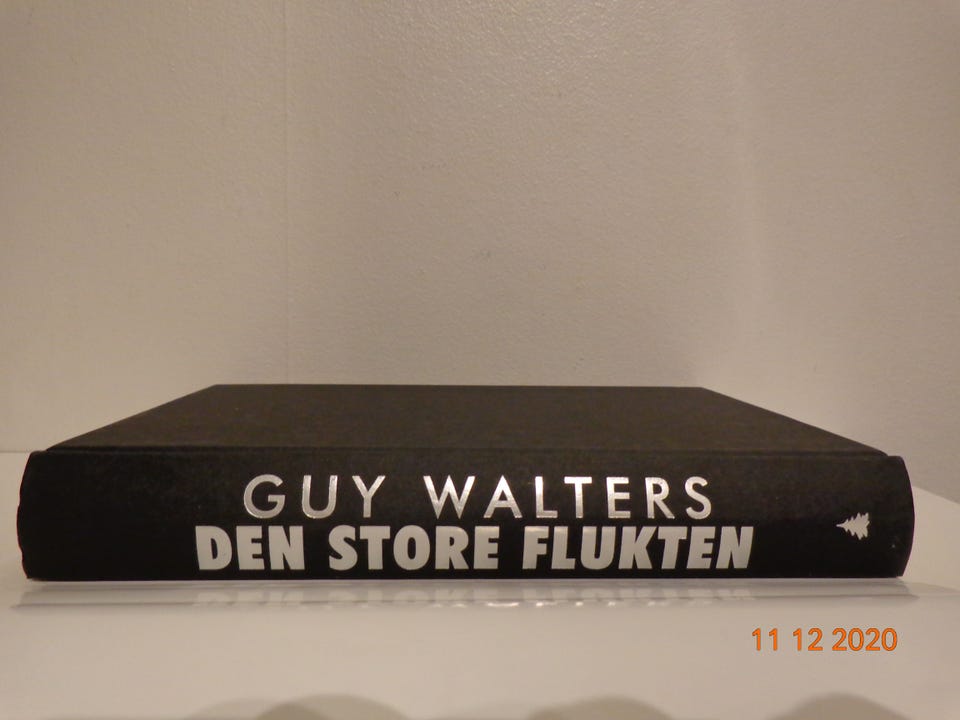 GUY WALTERS
DEN STORE FLUKTEN
11 12 2020